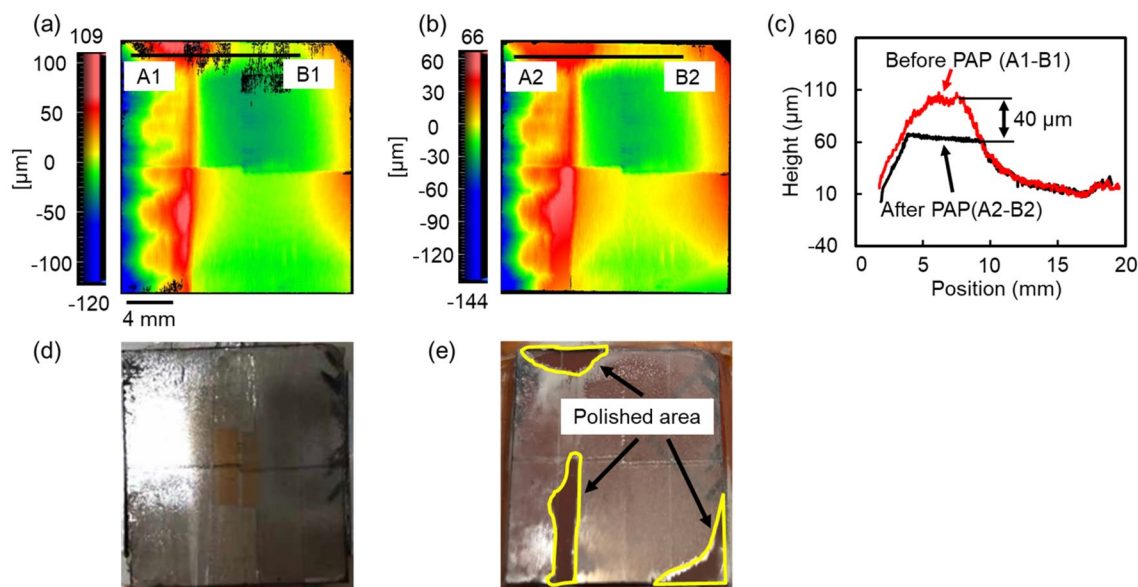 (a)
109
100
50
0
-50
-100
-120
[µm]
A1
B1
4 mm
(b)
66
60
30
0
-30
-60
-90
-120
-144
[µm]
A2
B2
(c)
160
110
60
10
-40
Height (µm)
Before PAP (A1-B1)
40 µm
After PAP(A2-B2)
0
5
10
15
20
Position (mm)
(d)
(e)
Polished area